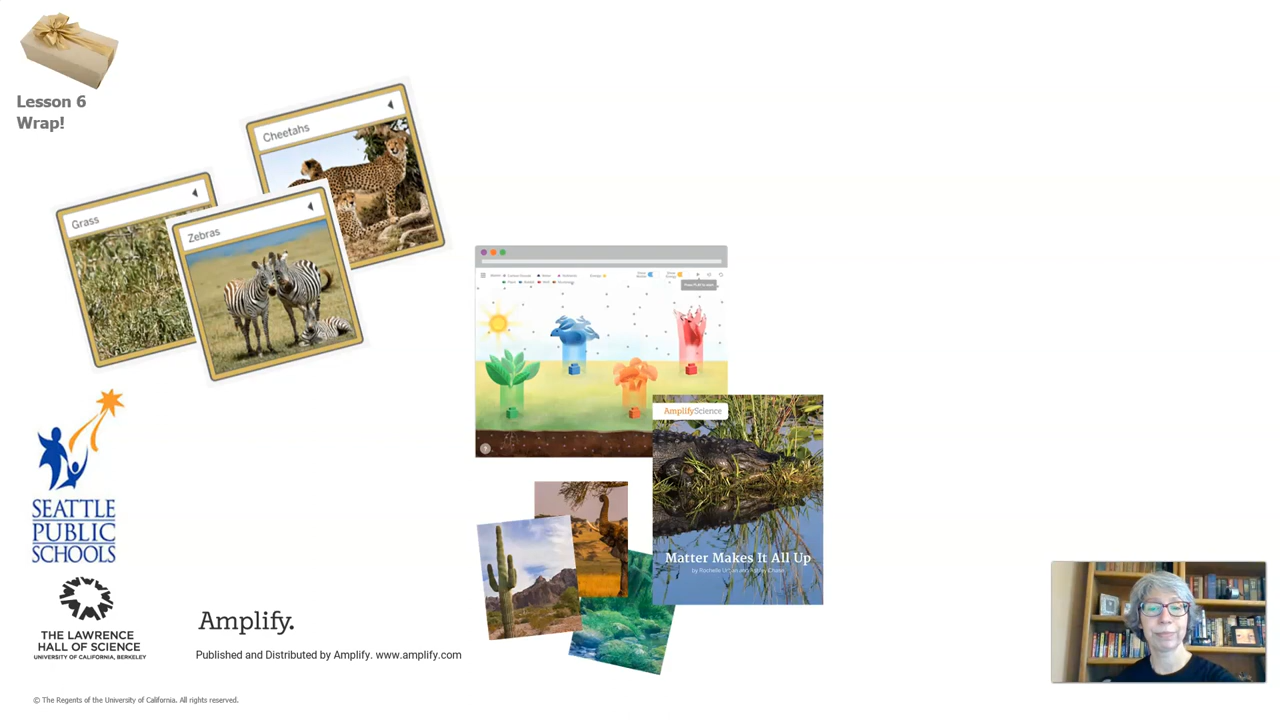 Lesson 6
Wrap!
Cheetahs
Grass
Zebras
AmplifyScience
Matter Makes It All Up
SEATTLE
PUBLIC
SCHOOLS
THE LAWRENCE
HALL OF SCIENCE
UNIVERSITY OF CALIFORNIA, BERKELEY
Amplify.
Published and Distributed by Amplify. www.amplify.com
© The Regents of the University of California. All rights reserved.